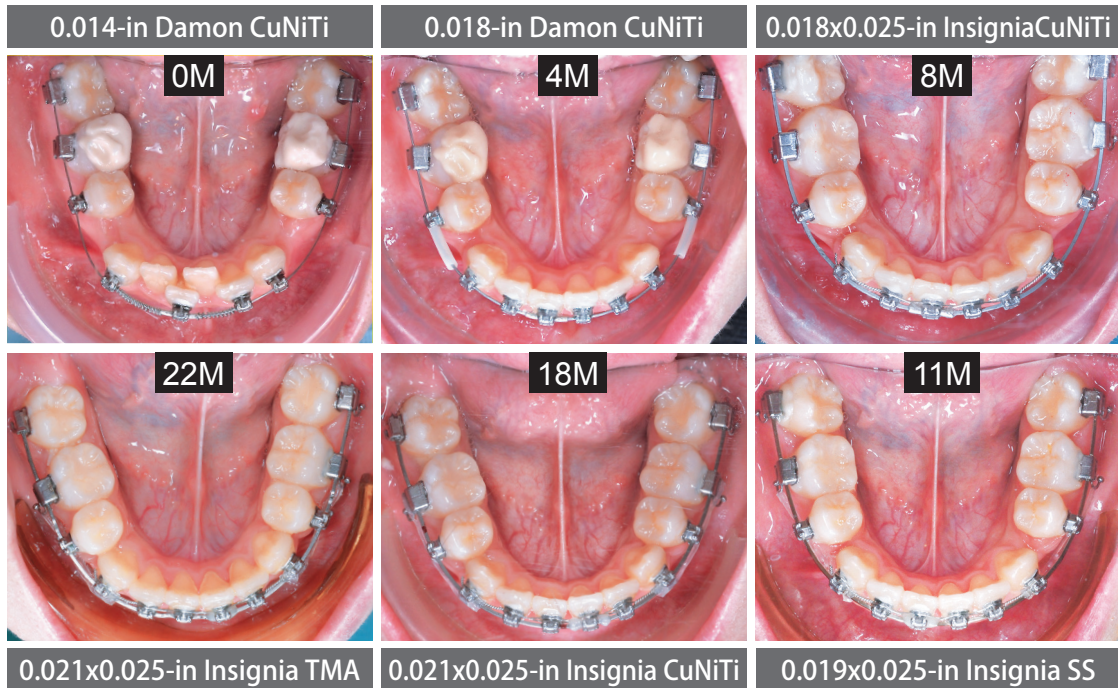 0.014-in Damon CuNiTi
0.018-in Damon CuNiTi
0.018x0.025-in InsigniaCuNiTi
0M
4M
8M
22M
18M
11M
0.021x0.025-in Insignia TMA
0.021x0.025-in Insignia CuNiTi
0.019x0.025-in Insignia SS